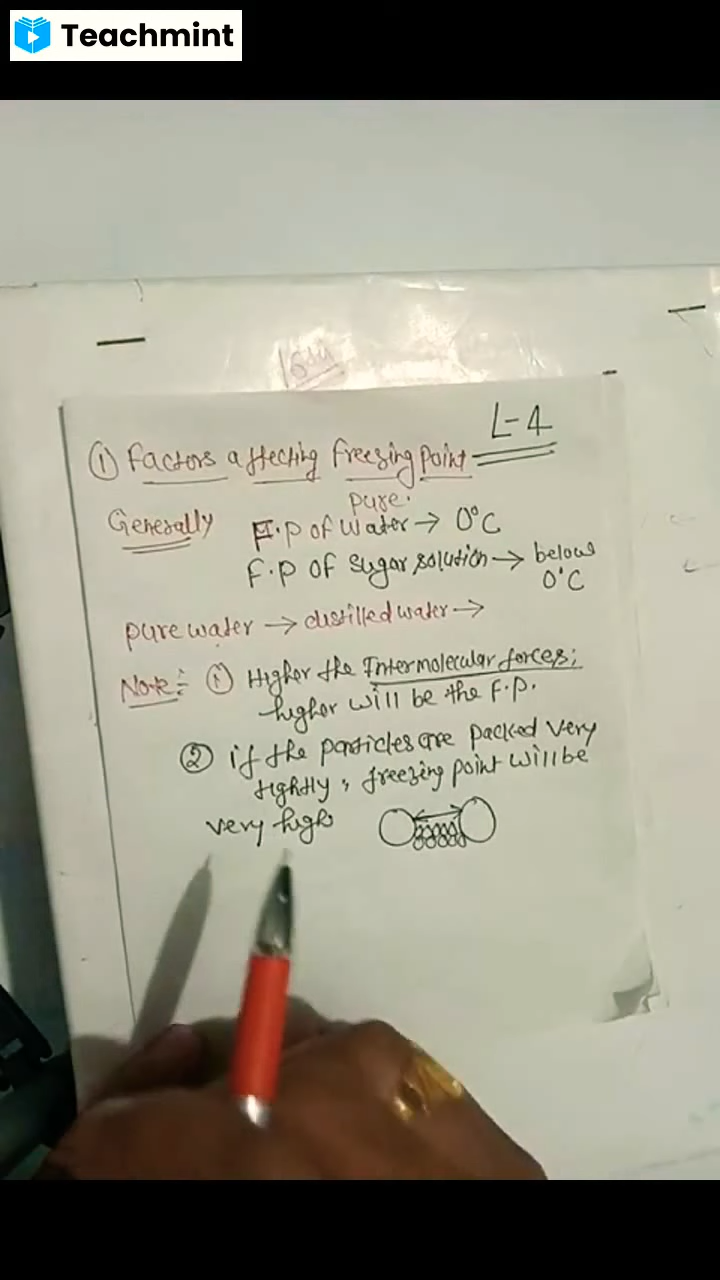 Teachmint
L-4
① Factors affecting freezing point
pure.
Generally F.P of Water → 0°C
F.P of sugar solution → below
0°C
pure water → distilled water →
Note:- ① Higher the Intermolecular forces;
higher will be the F.P.
② if the particles are packed very
tightly, freezing point will be
very high